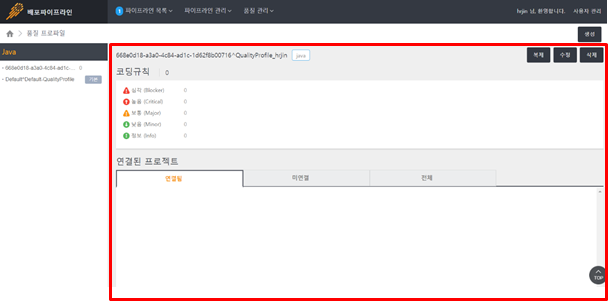 배포파이프라인
1 파이프라인 목록 파이프라인 관리 품질 관리
hrjin 님, 환영합니다. 사용자 관리
품질 프로파일
생성
Java
668e0d18-a3a0-4c84-ad1c-... 0
Default^Default-QualityProfile 기본
668e0d18-a3a0-4c84-ad1c-1d62f8b00716^QualityProfile_hrjin java
복제 수정 삭제
코딩규칙 0
심각 (Blocker) 0
높음 (Critical) 0
보통 (Major) 0
낮음 (Minor) 0
정보 (Info) 0
연결된 프로젝트
연결됨 미연결 전체
TOP